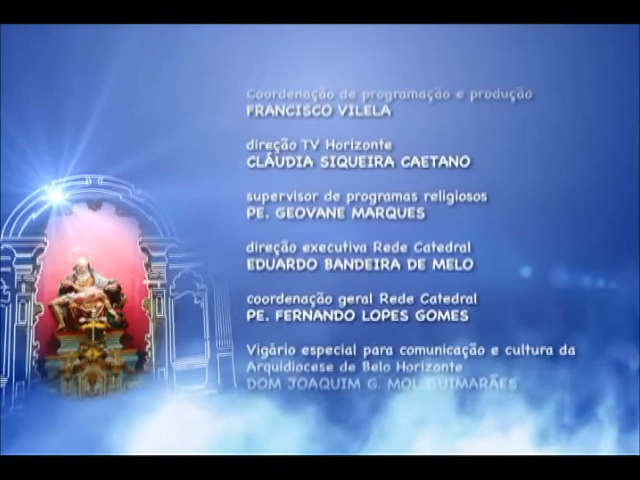 Coordenação de programação e produção
FRANCISCO VILELA
direção TV Horizonte
CLÁUDIA SIQUEIRA CAETANO
supervisor de programas religiosos
PE. GEOVANE MARQUES
direção executiva Rede Catedral
EDUARDO BANDEIRA DE MELO
coordenação geral Rede Catedral
PE. FERNANDO LOPES GOMES
Vigário especial para comunicação e cultura da
Arquidiocese de Belo Horizonte
DOM JOAQUIM G. MOL GUIMARÃES